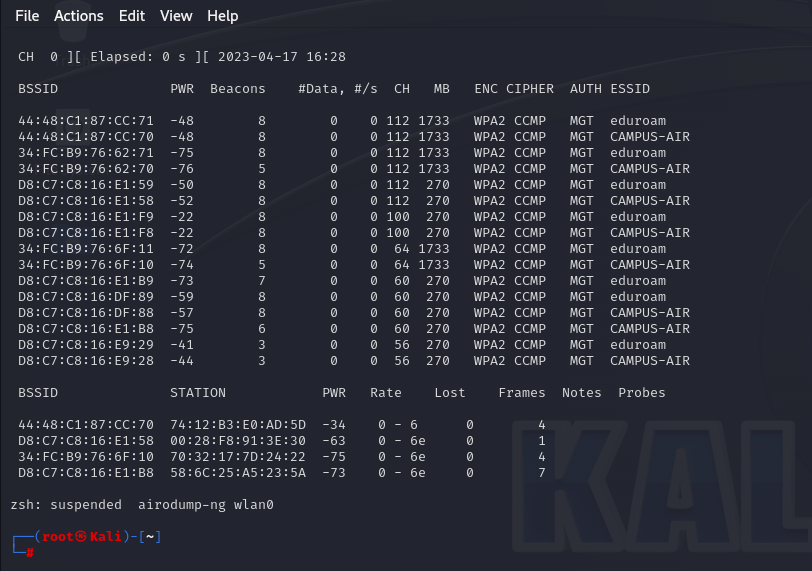 File Actions Edit View Help
CH 0 ][ Elapsed: 0 s ][ 2023-04-17 16:28
BSSID PWR Beacons #Data, #/s CH MB ENC CIPHER AUTH ESSID
44:48:C1:87:CC:71 -48 8 0 0 112 1733 WPA2 CCMP MGT eduroam
44:48:C1:87:CC:70 -48 8 0 0 112 1733 WPA2 CCMP MGT CAMPUS-AIR
34:FC:B9:76:62:71 -75 8 0 0 112 1733 WPA2 CCMP MGT eduroam
34:FC:B9:76:62:70 -76 5 0 0 112 1733 WPA2 CCMP MGT CAMPUS-AIR
D8:C7:C8:16:E1:59 -50 8 0 0 112 270 WPA2 CCMP MGT eduroam
D8:C7:C8:16:E1:58 -52 8 0 0 112 270 WPA2 CCMP MGT CAMPUS-AIR
D8:C7:C8:16:E1:F9 -22 8 0 0 100 270 WPA2 CCMP MGT eduroam
D8:C7:C8:16:E1:F8 -22 8 0 0 100 270 WPA2 CCMP MGT CAMPUS-AIR
34:FC:B9:76:6F:11 -72 8 0 0 64 1733 WPA2 CCMP MGT eduroam
34:FC:B9:76:6F:10 -74 5 0 0 64 1733 WPA2 CCMP MGT CAMPUS-AIR
D8:C7:C8:16:E1:B9 -73 7 0 0 60 270 WPA2 CCMP MGT eduroam
D8:C7:C8:16:DF:89 -59 8 0 0 60 270 WPA2 CCMP MGT eduroam
D8:C7:C8:16:DF:88 -57 8 0 0 60 270 WPA2 CCMP MGT CAMPUS-AIR
D8:C7:C8:16:E1:B8 -75 6 0 0 60 270 WPA2 CCMP MGT CAMPUS-AIR
D8:C7:C8:16:E9:29 -41 3 0 0 56 270 WPA2 CCMP MGT eduroam
D8:C7:C8:16:E9:28 -44 3 0 0 56 270 WPA2 CCMP MGT CAMPUS-AIR
BSSID STATION PWR Rate Lost Frames Notes Probes
44:48:C1:87:CC:70 74:12:B3:E0:AD:5D -34 0 - 6 0 4
D8:C7:C8:16:E1:58 00:28:F8:91:3E:30 -63 0 - 6e 0 1
34:FC:B9:76:6F:10 70:32:17:7D:24:22 -75 0 - 6e 0 4
D8:C7:C8:16:E1:B8 58:6C:25:A5:23:5A -73 0 - 6e 0 7
zsh: suspended airodump-ng wlan0
┌──(root㉿Kali)-[~]
└─#
KAL